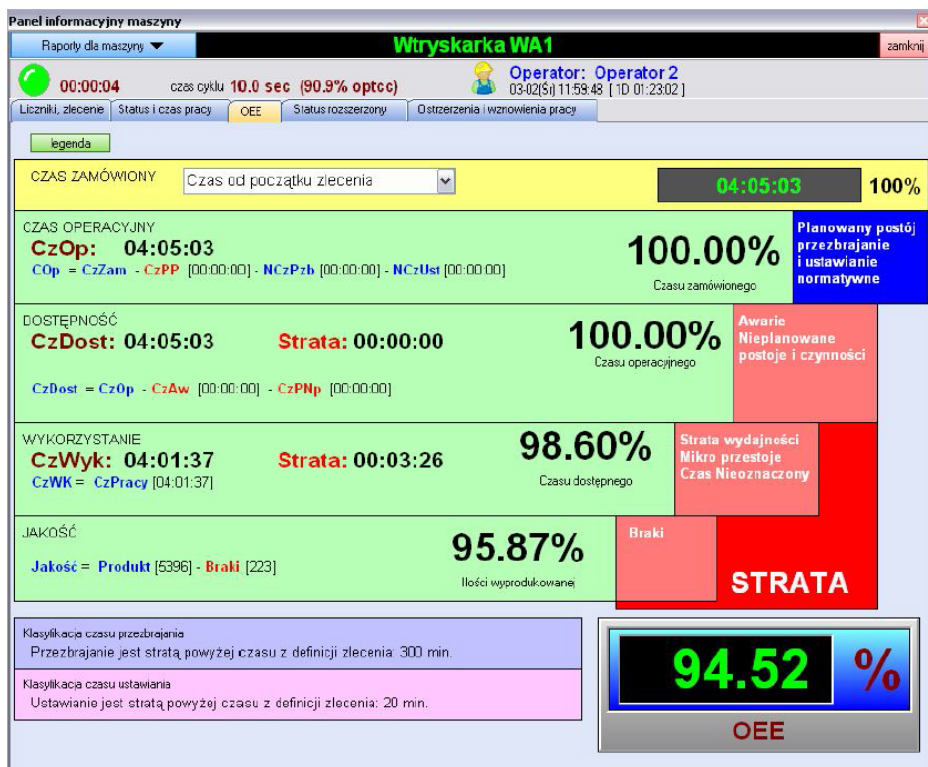 Panel informacyjny maszyny
Raporty dla maszyny
Wtryskarka WA1
zamknij
00:00:04 czas cyklu 10.0 sec (90.9% optcc)
Operator: Operator 2
03-02(Śr) 11:59:48 [ 1D 01:23:02 ]
Liczniki, zlecenie Status i czas pracy OEE Status rozszerzony Ostrzeżenia i wznowienia pracy
legenda
CZAS ZAMÓWIONY Czas od początku zlecenia 04:05:03 100%
CZAS OPERACYJNY
CzOp: 04:05:03
COp = CzZam - CzPP [00:00:00] - NCzPzb [00:00:00] - NCzUst [00:00:00]
100.00%
Czasu zamówionego
Planowany postój
przezbrajanie
i ustawianie
normatywne
DOSTĘPNOŚĆ
CzDost: 04:05:03 Strata: 00:00:00
CzDost = CzOp - CzAw [00:00:00] - CzPNp [00:00:00]
100.00%
Czasu operacyjnego
Awarie
Nieplanowane
postoje i czynności
WYKORZYSTANIE
CzWyk: 04:01:37 Strata: 00:03:26
CzWK = CzPracy [04:01:37]
98.60%
Czasu dostępnego
Strata wydajności
Mikro przestoje
Czas Nieoznaczony
JAKOŚĆ
Jakość = Produkt [5396] - Braki [223]
95.87%
Ilości wyprodukowanej
Braki
STRATA
Klasyfikacja czasu przezbrajania
Przezbrajanie jest stratą powyżej czasu z definicji zlecenia: 300 min.
Klasyfikacja czasu ustawiania
Ustawianie jest stratą powyżej czasu z definicji zlecenia: 20 min.
94.52 %
OEE